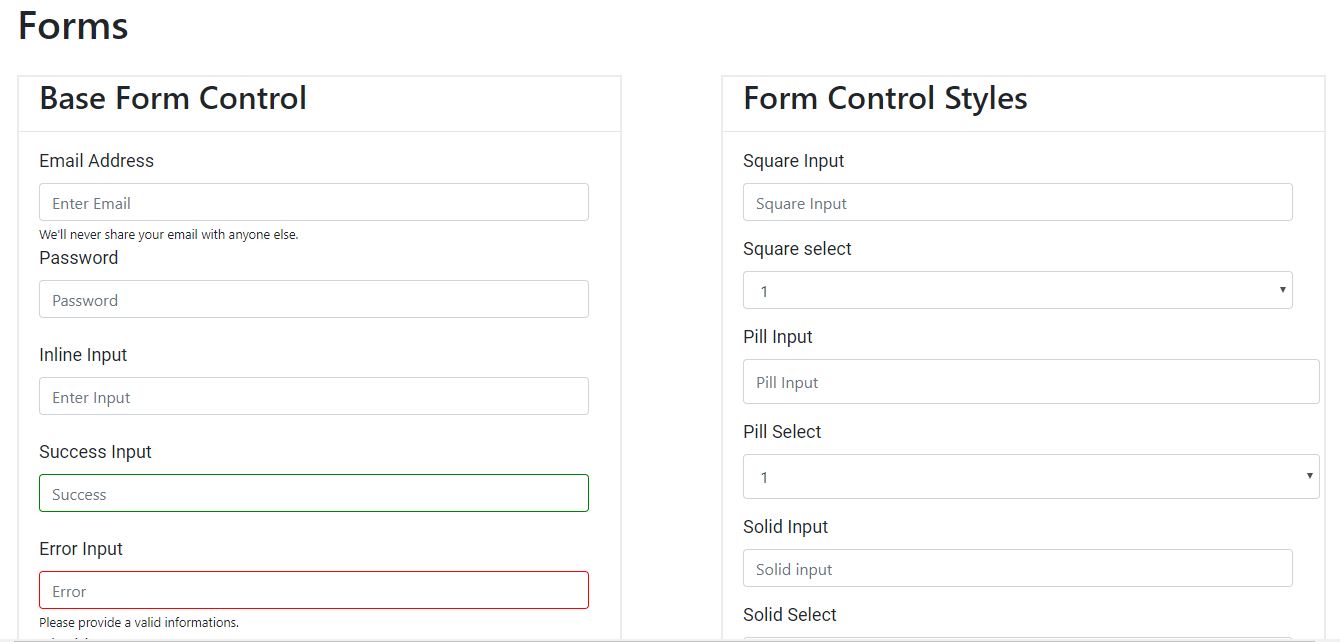 Forms
Base Form Control
Email Address
Enter Email
We'll never share your email with anyone else.
Password
Password
Inline Input
Enter Input
Success Input
Success
Error Input
Error
Please provide a valid informations.
Form Control Styles
Square Input
Square Input
Square select
1
Pill Input
Pill Input
Pill Select
1
Solid Input
Solid input
Solid Select